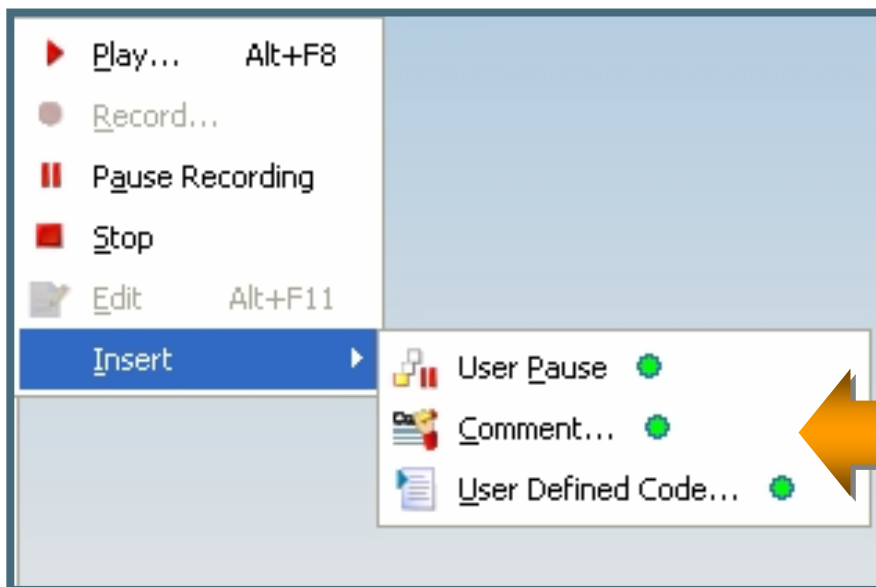 Play... Alt+F8
Record...
Pause Recording
Stop
Edit Alt+F11
Insert
User Pause
Comment...
User Defined Code...